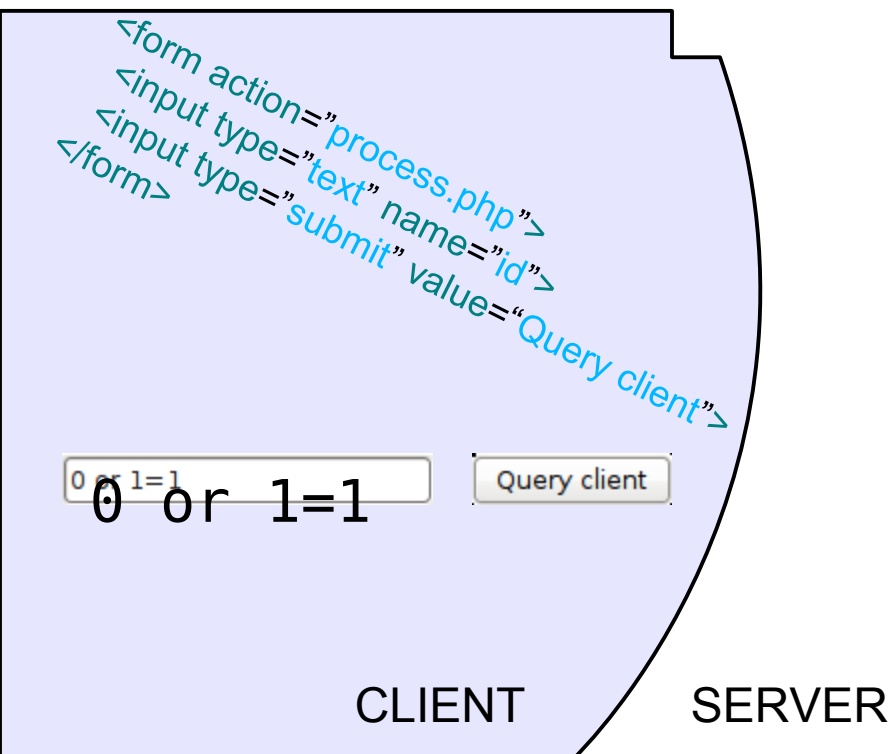 <form action=”process.php”>
<input type=”text” name=”id”>
<input type=”submit” value=“Query client”>
</form>
0 or 1=1
Query client
0 or 1=1
CLIENT
SERVER